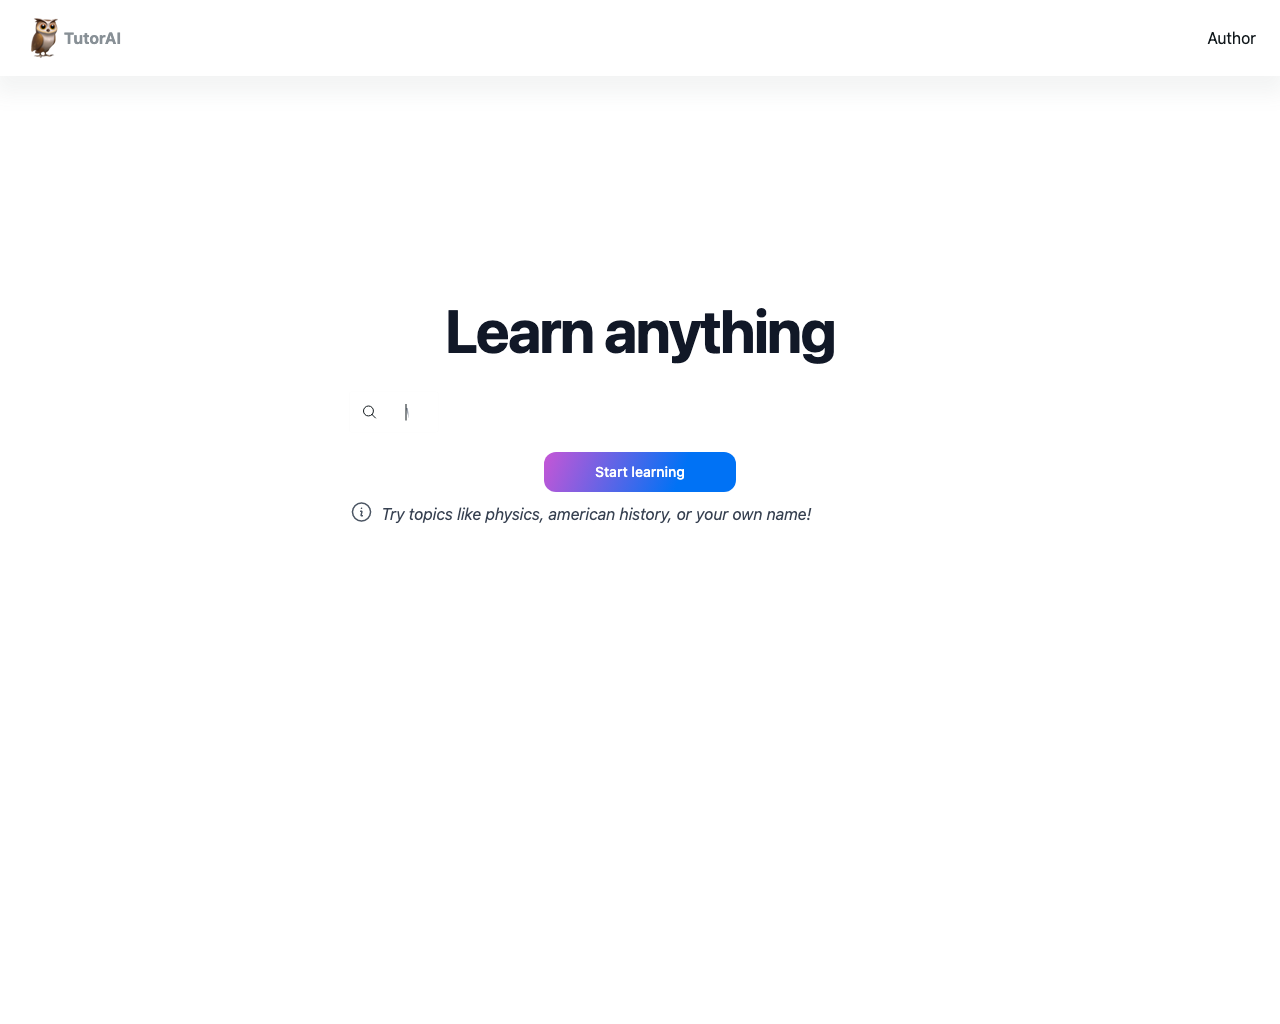 TutorAI
Author
Learn anything
Start learning
Try topics like physics, american history, or your own name!